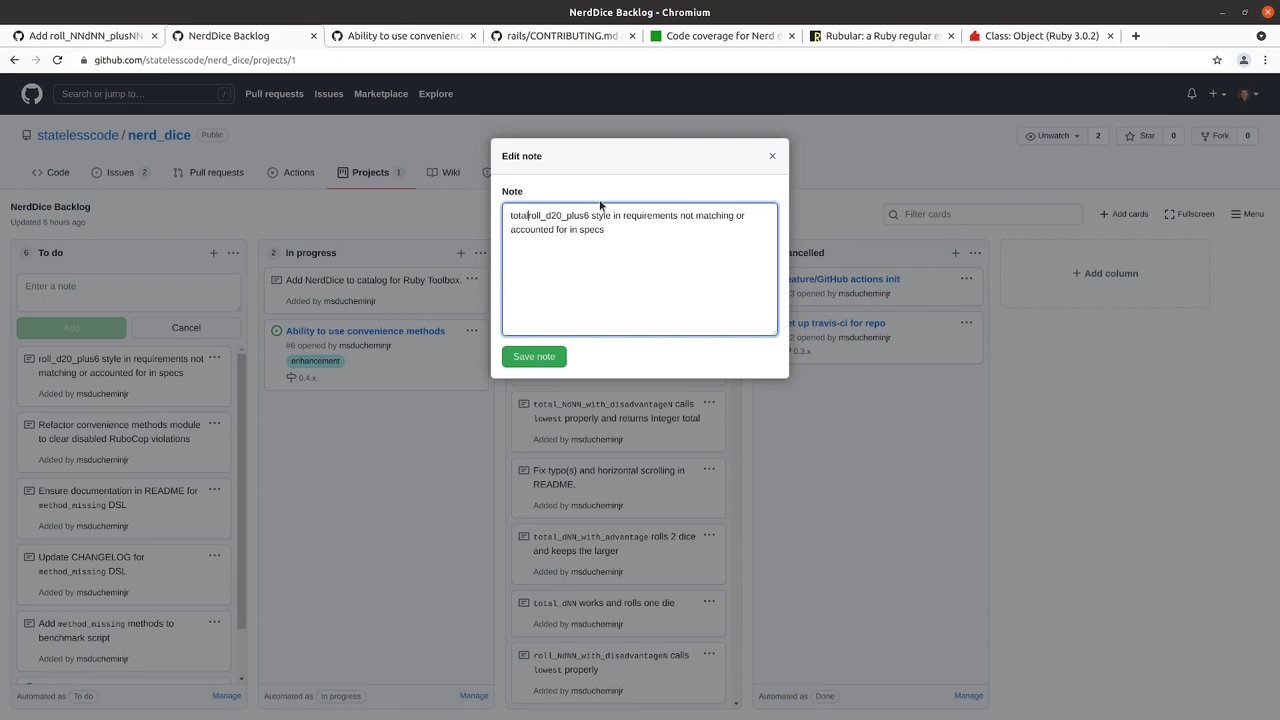 NerdDice Backlog - Chromium
Add roll_NNdNN_plusNN
NerdDice Backlog
Ability to use convenience
rails/CONTRIBUTING.md
Code coverage for Nerd
Rubular: a Ruby regular
Class: Object (Ruby 3.0.2)
github.com/statelesscode/nerd_dice/projects/1
Search or jump to…
/
Pull requests
Issues
Marketplace
Explore
statelesscode / nerd_dice
Public
Unwatch
2
Star
0
Fork
0
Code
Issues 2
Pull requests
Actions
Projects 1
Wiki
NerdDice Backlog
Updated 6 hours ago
Filter cards
Add cards
Fullscreen
Menu
6 To do
Enter a note
Add
Cancel
roll_d20_plus6 style in requirements not
matching or accounted for in specs
Added by msducheminjr
Refactor convenience methods module
to clear disabled RuboCop violations
Added by msducheminjr
Ensure documentation in README for
method_missing DSL
Added by msducheminjr
Update CHANGELOG for
method_missing DSL
Added by msducheminjr
Add method_missing methods to
benchmark script
Added by msducheminjr
Automated as To do
Manage
2 In progress
Add NerdDice to catalog for Ruby Toolbox.
Added by msducheminjr
Ability to use convenience methods
#6 opened by msducheminjr
enhancement
0.4.x
Automated as In progress
Manage
Edit note
Note
totalroll_d20_plus6 style in requirements not matching or
accounted for in specs
Save note
total_NdNN_with_disadvantageN calls
lowest properly and returns Integer total
Added by msducheminjr
Fix typo(s) and horizontal scrolling in
README.
Added by msducheminjr
total_dNN_with_advantage rolls 2 dice
and keeps the larger
Added by msducheminjr
total_dNN works and rolls one die
Added by msducheminjr
roll_NNdNN_with_disadvantageN calls
lowest properly
Added by msducheminjr
ancelled
eature/GitHub actions init
3 opened by msducheminjr
et up travis-ci for repo
2 opened by msducheminjr
0.3.x
Automated as Done
Manage
Add column